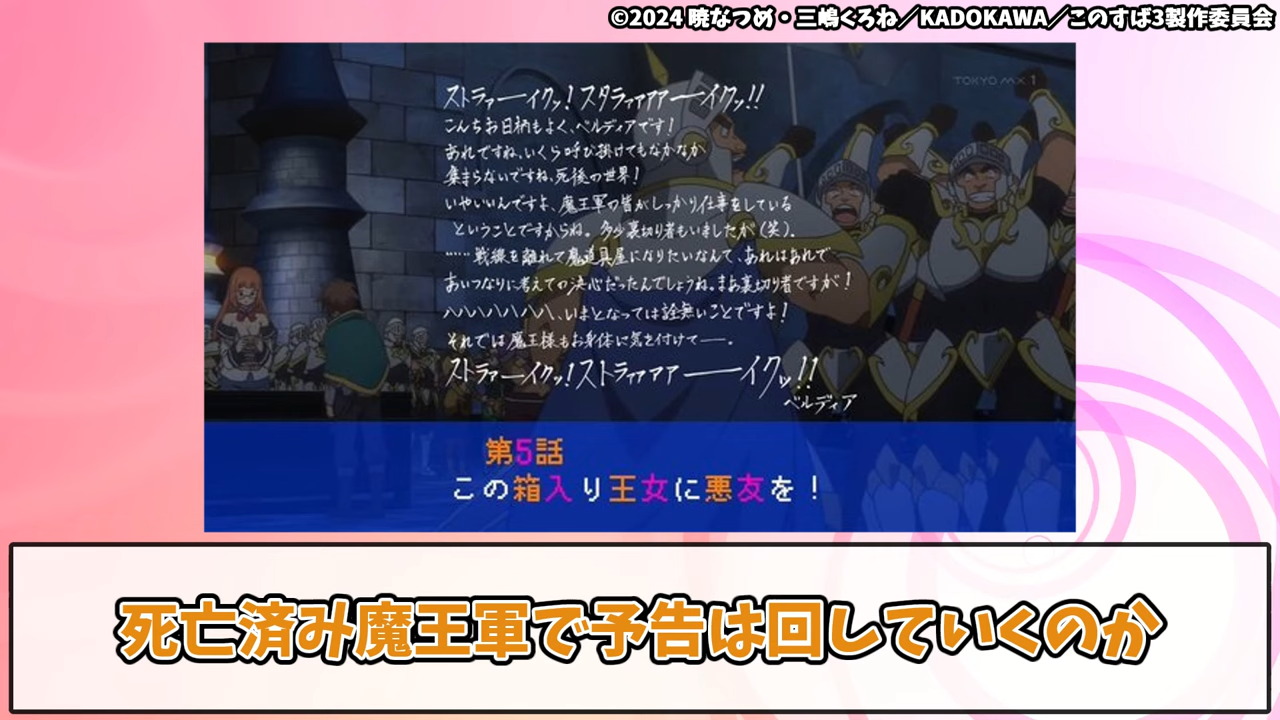 ©2024 暁なつめ・三嶋くろね／KADOKAWA／このすば3製作委員会
TOKYO MX 1
ストラァーーイクッ！スタラァァァァーーイクッ!!
こんちお日柄もよく、ベルディアです！
あれですね、いくら呼び掛けてもなかなか
集まらないですね、死後の世界！
いやいいんですよ、魔王軍の皆がしっかり仕事をしている
ということですからね。多少裏切り者もいましたが（笑）。
……戦線を離れて魔道具屋になりたいなんて、あれはあれで
あいつなりに考えての決心だったんでしょうね。まあ裏切り者ですが！
ハハハハハハハ、いまとなっては詮無いことですよ！
それでは魔王様もお身体に気を付けて――。
ストラァーーイクッ！ストラァァァァーーーイクッ!!
ベルディア
第5話
この箱入り王女に悪友を！
死亡済み魔王軍で予告は回していくのか